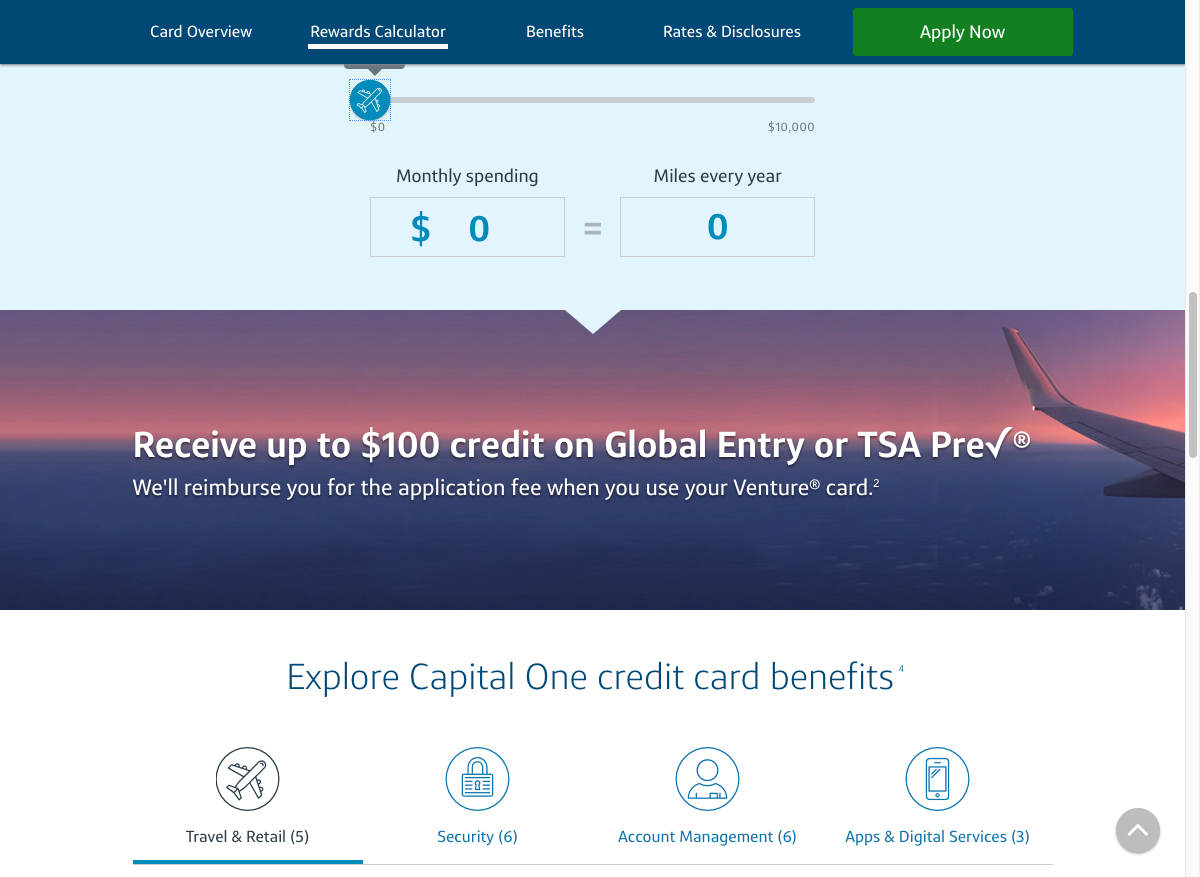 Card Overview
Rewards Calculator
Benefits
Rates & Disclosures
Apply Now
$0
$10,000
Monthly spending
Miles every year
$ 0
=
0
Receive up to $100 credit on Global Entry or TSA Pre✓®
We'll reimburse you for the application fee when you use your Venture® card.²
Explore Capital One credit card benefits⁴
Travel & Retail (5)
Security (6)
Account Management (6)
Apps & Digital Services (3)